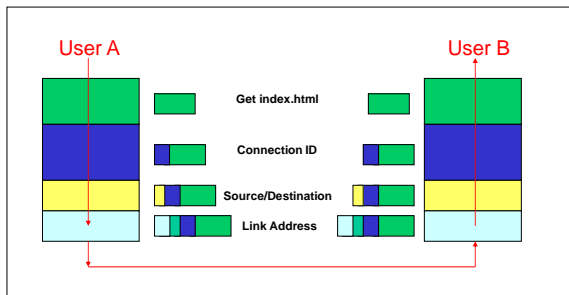 User A
User B
Get index.html
Connection ID
Source/Destination
Link Address